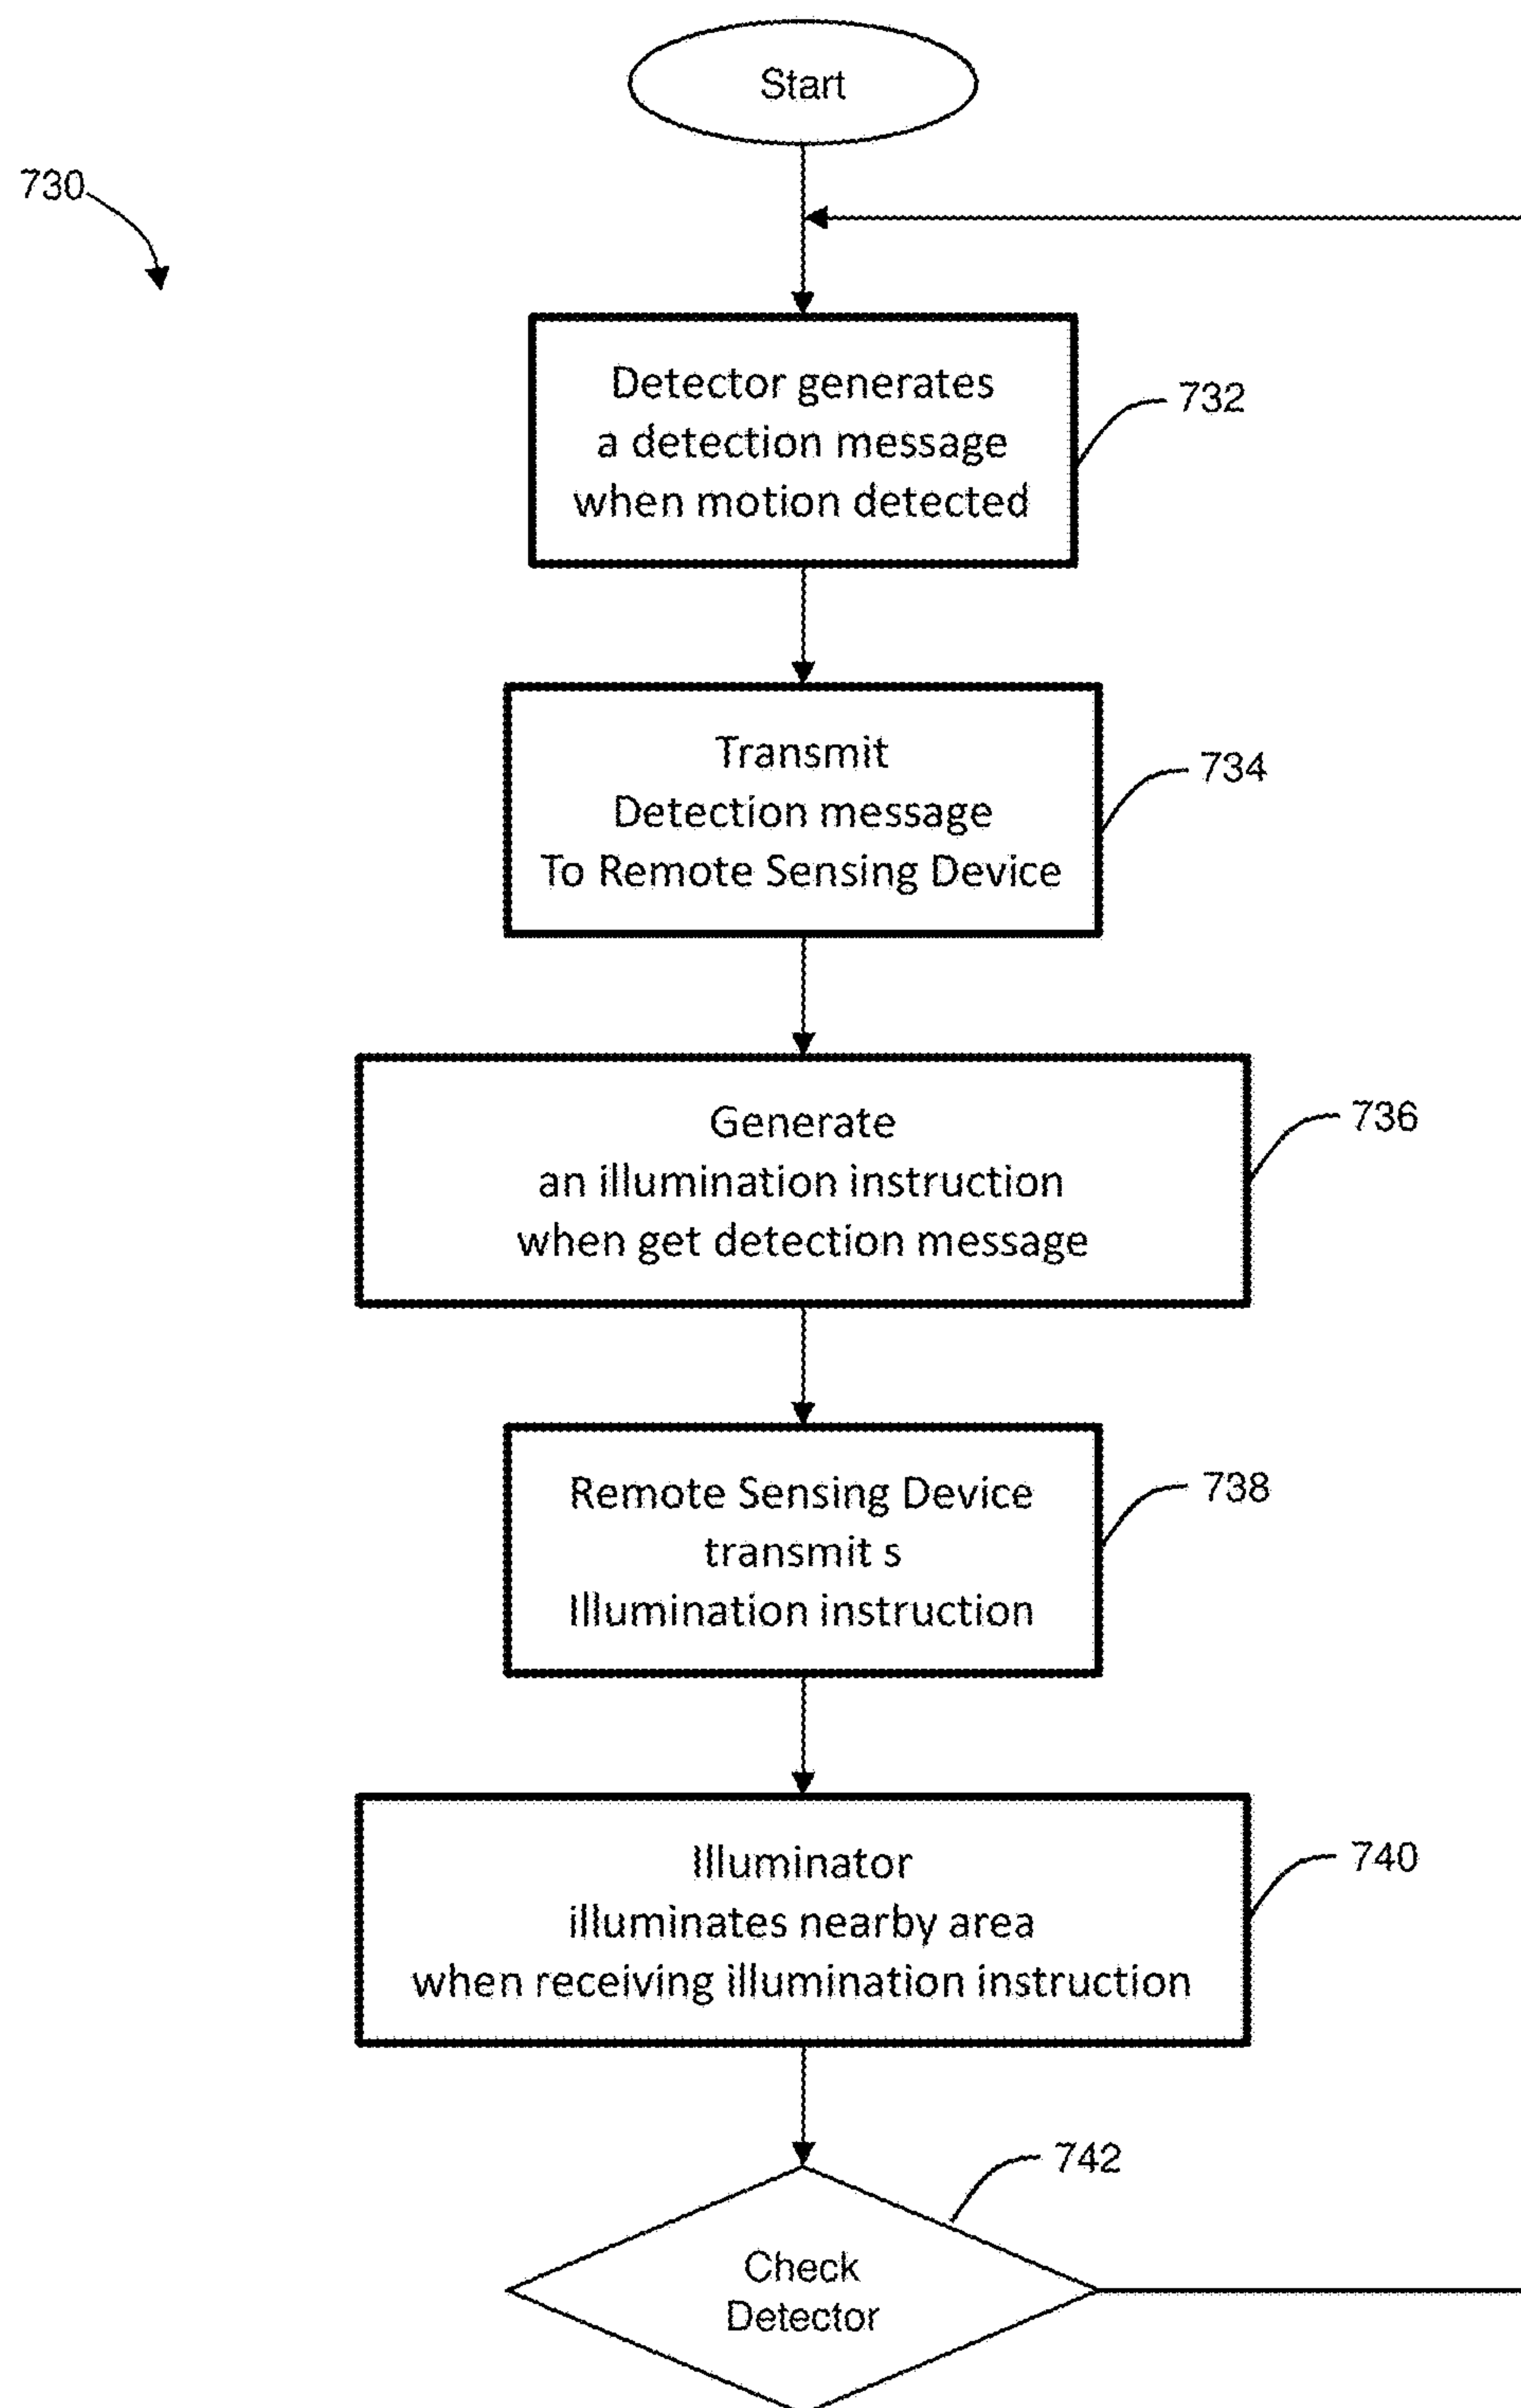 Start
730
Detector generates
a detection message
when motion detected
732
Transmit
Detection message
To Remote Sensing Device
734
Generate
an illumination instruction
when get detection message
736
Remote Sensing Device
transmit s
Illumination instruction
738
Illuminator
illuminates nearby area
when receiving illumination instruction
740
742
Check
Detector